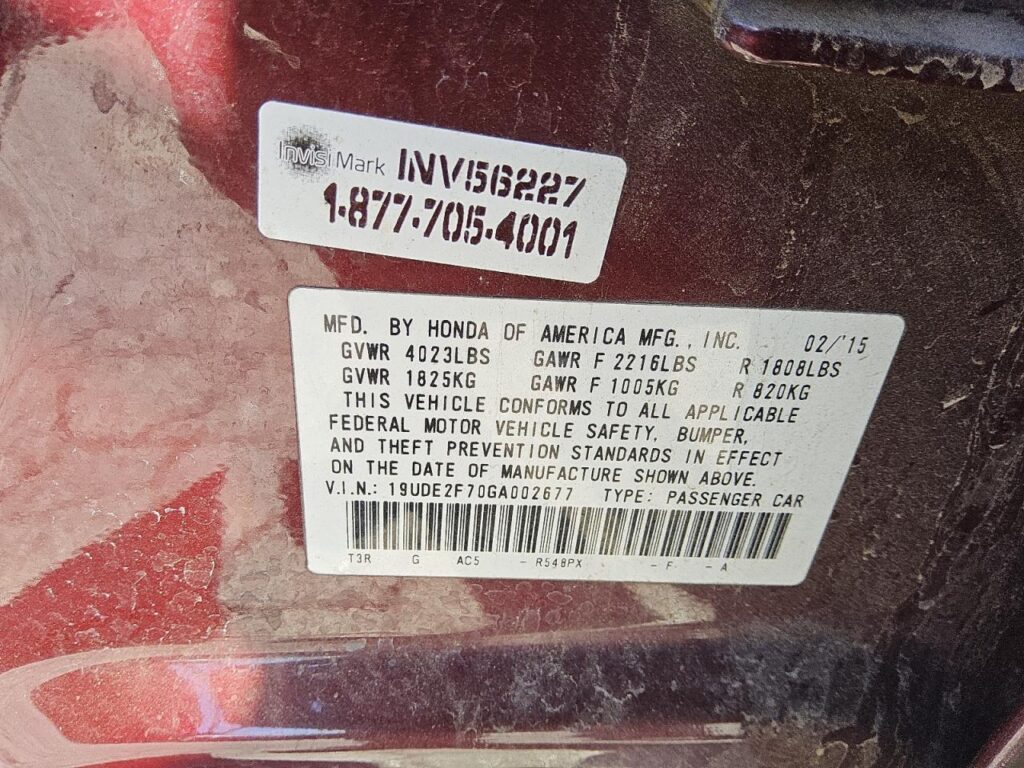 InvisiMark INV56227
1-877-705-4001
MFD. BY HONDA OF AMERICA MFG., INC. 02/'15
GVWR 4023LBS GAWR F 2216LBS R 1808LBS
GVWR 1825KG GAWR F 1005KG R 820KG
THIS VEHICLE CONFORMS TO ALL APPLICABLE
FEDERAL MOTOR VEHICLE SAFETY, BUMPER,
AND THEFT PREVENTION STANDARDS IN EFFECT
ON THE DATE OF MANUFACTURE SHOWN ABOVE.
V.I.N.: 19UDE2F70GA002677 TYPE: PASSENGER CAR
T3R G AC5 - R548PX - F - A